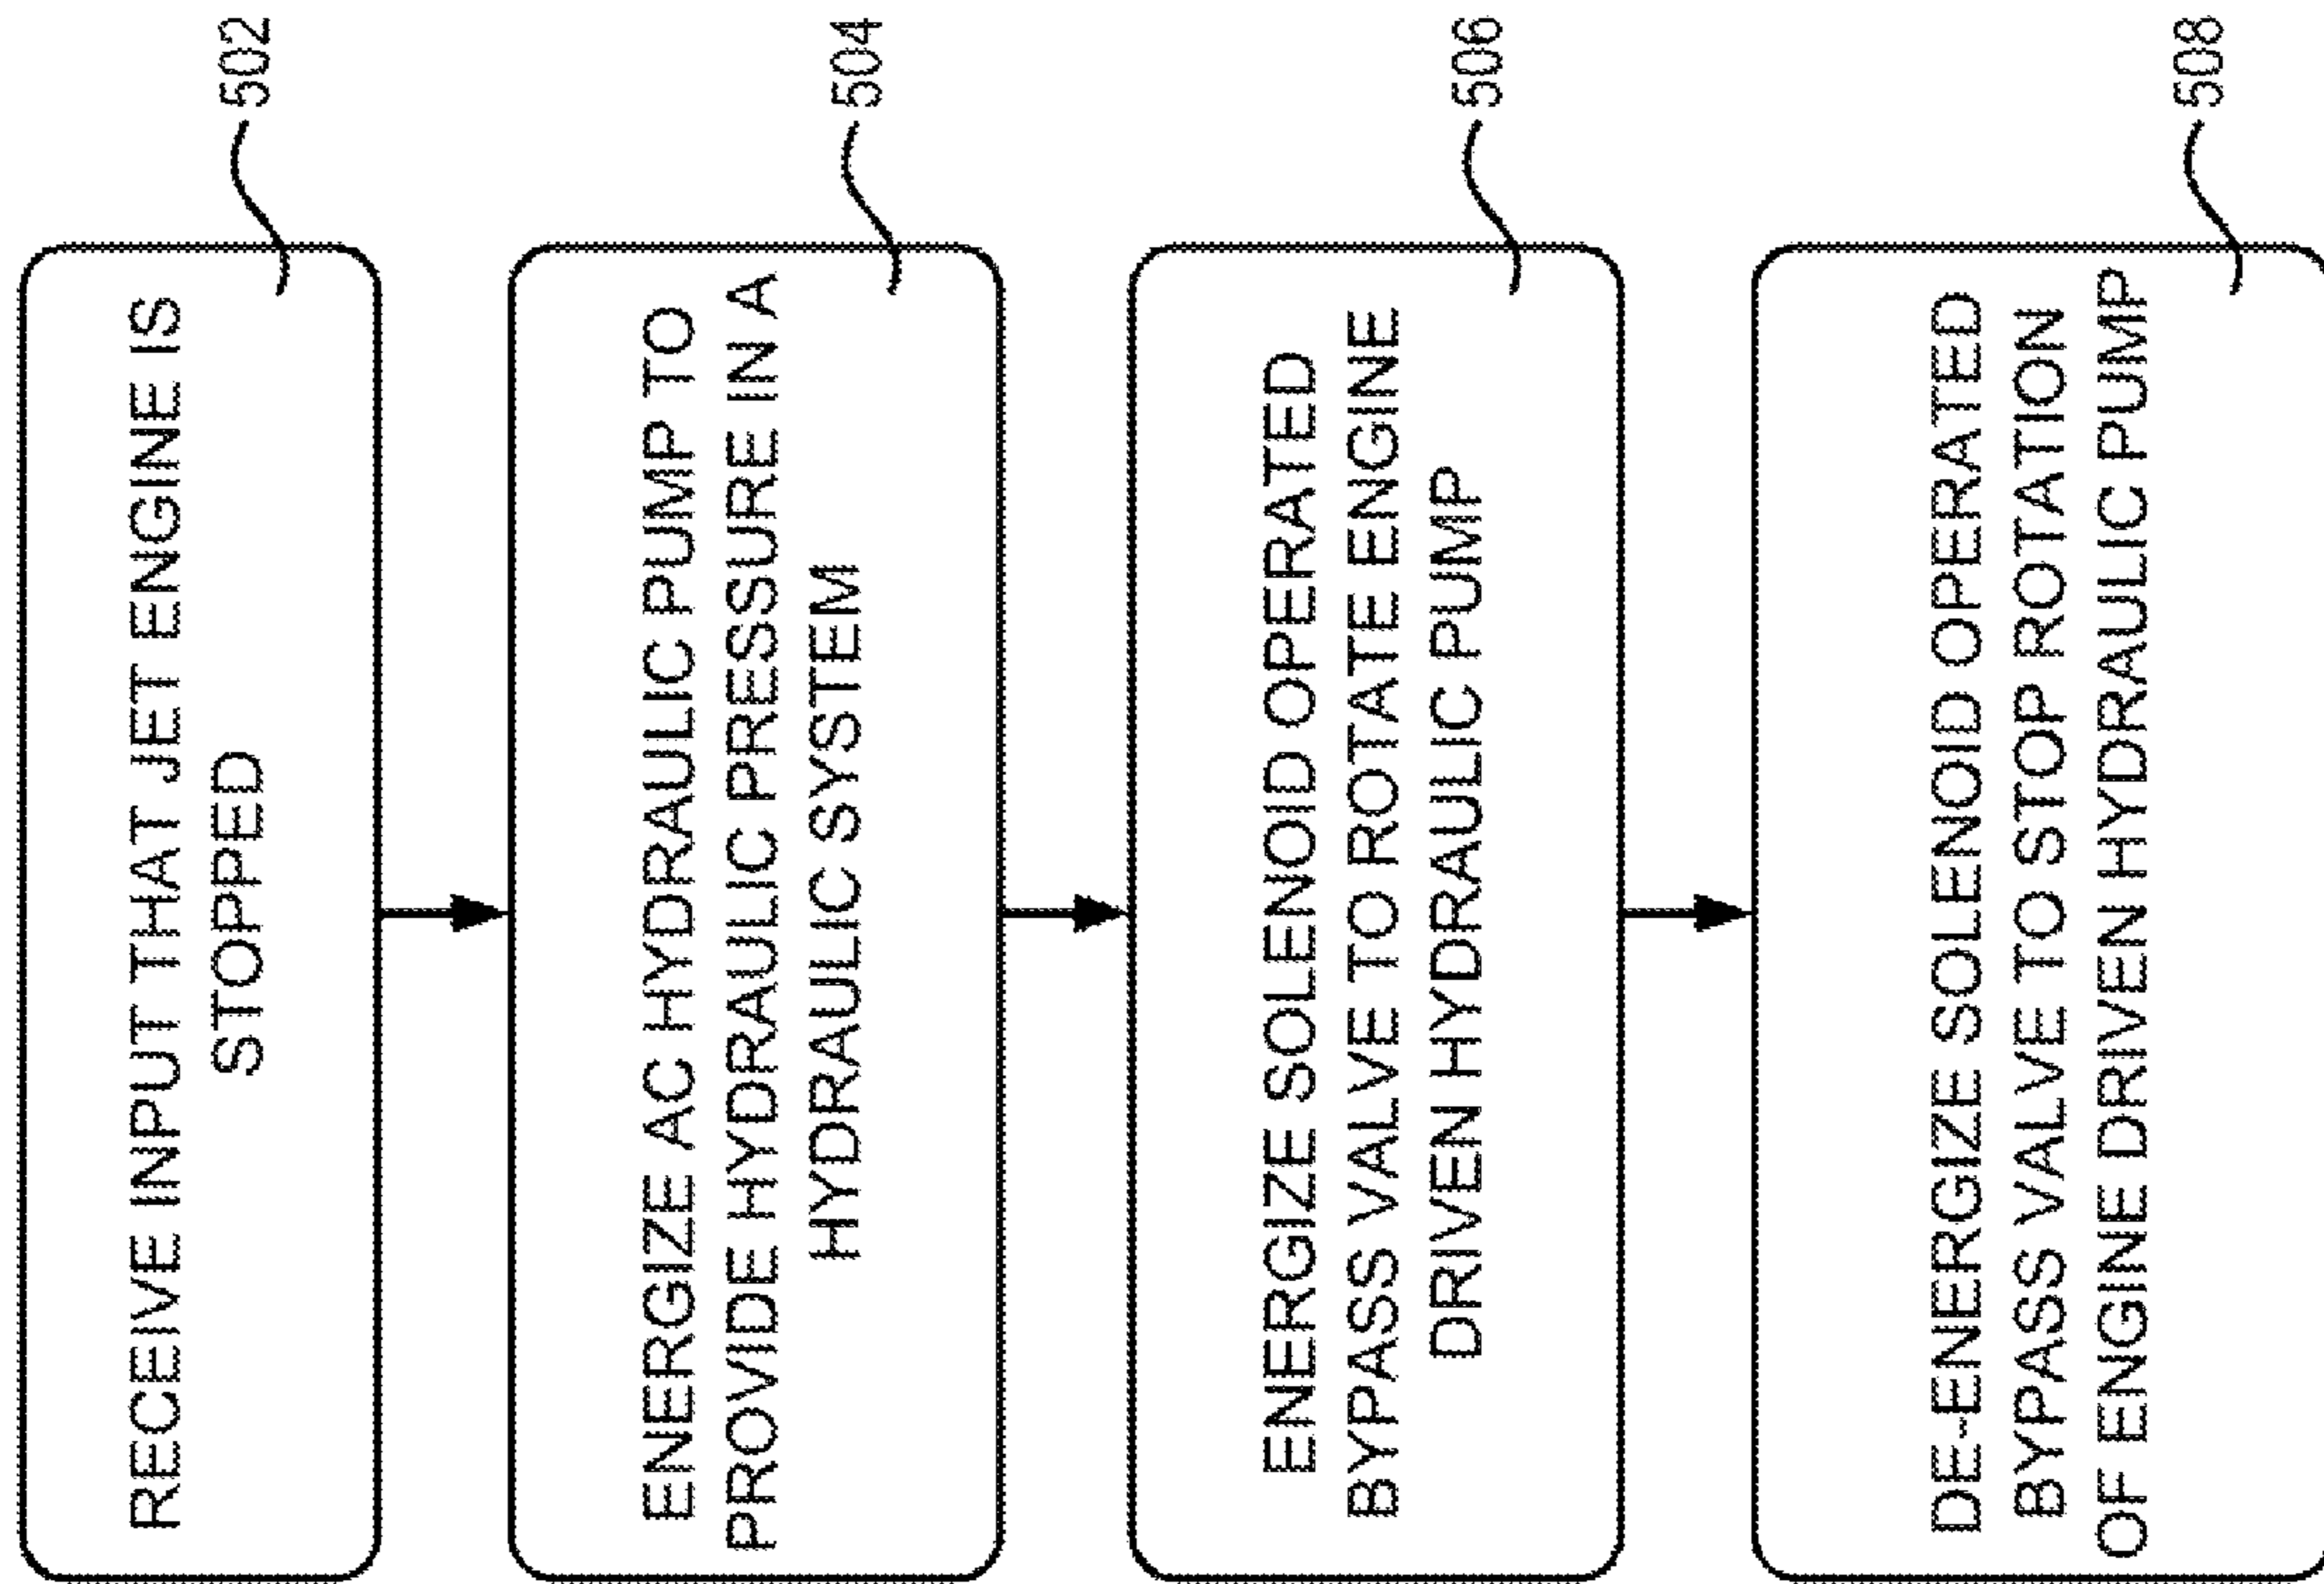 RECEIVE INPUT THAT JET ENGINE IS
STOPPED
502
ENERGIZE AC HYDRAULIC PUMP TO
PROVIDE HYDRAULIC PRESSURE IN A
HYDRAULIC SYSTEM
504
ENERGIZE SOLENOID OPERATED
BYPASS VALVE TO ROTATE ENGINE
DRIVEN HYDRAULIC PUMP
506
DE-ENERGIZE SOLENOID OPERATED
BYPASS VALVE TO STOP ROTATION
OF ENGINE DRIVEN HYDRAULIC PUMP
508